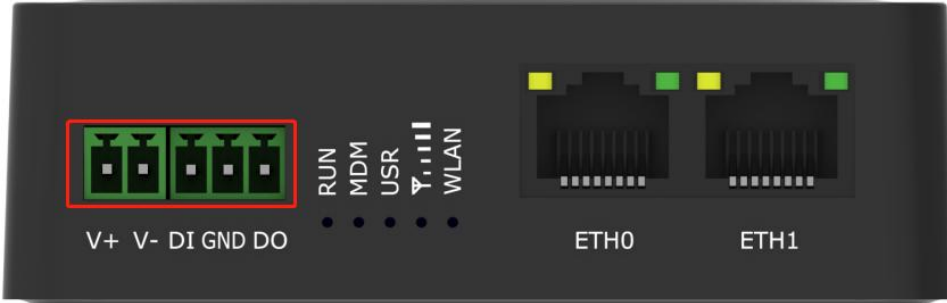 RUN
MDM
USR
WLAN
V+ V- DI GND DO
ETH0
ETH1